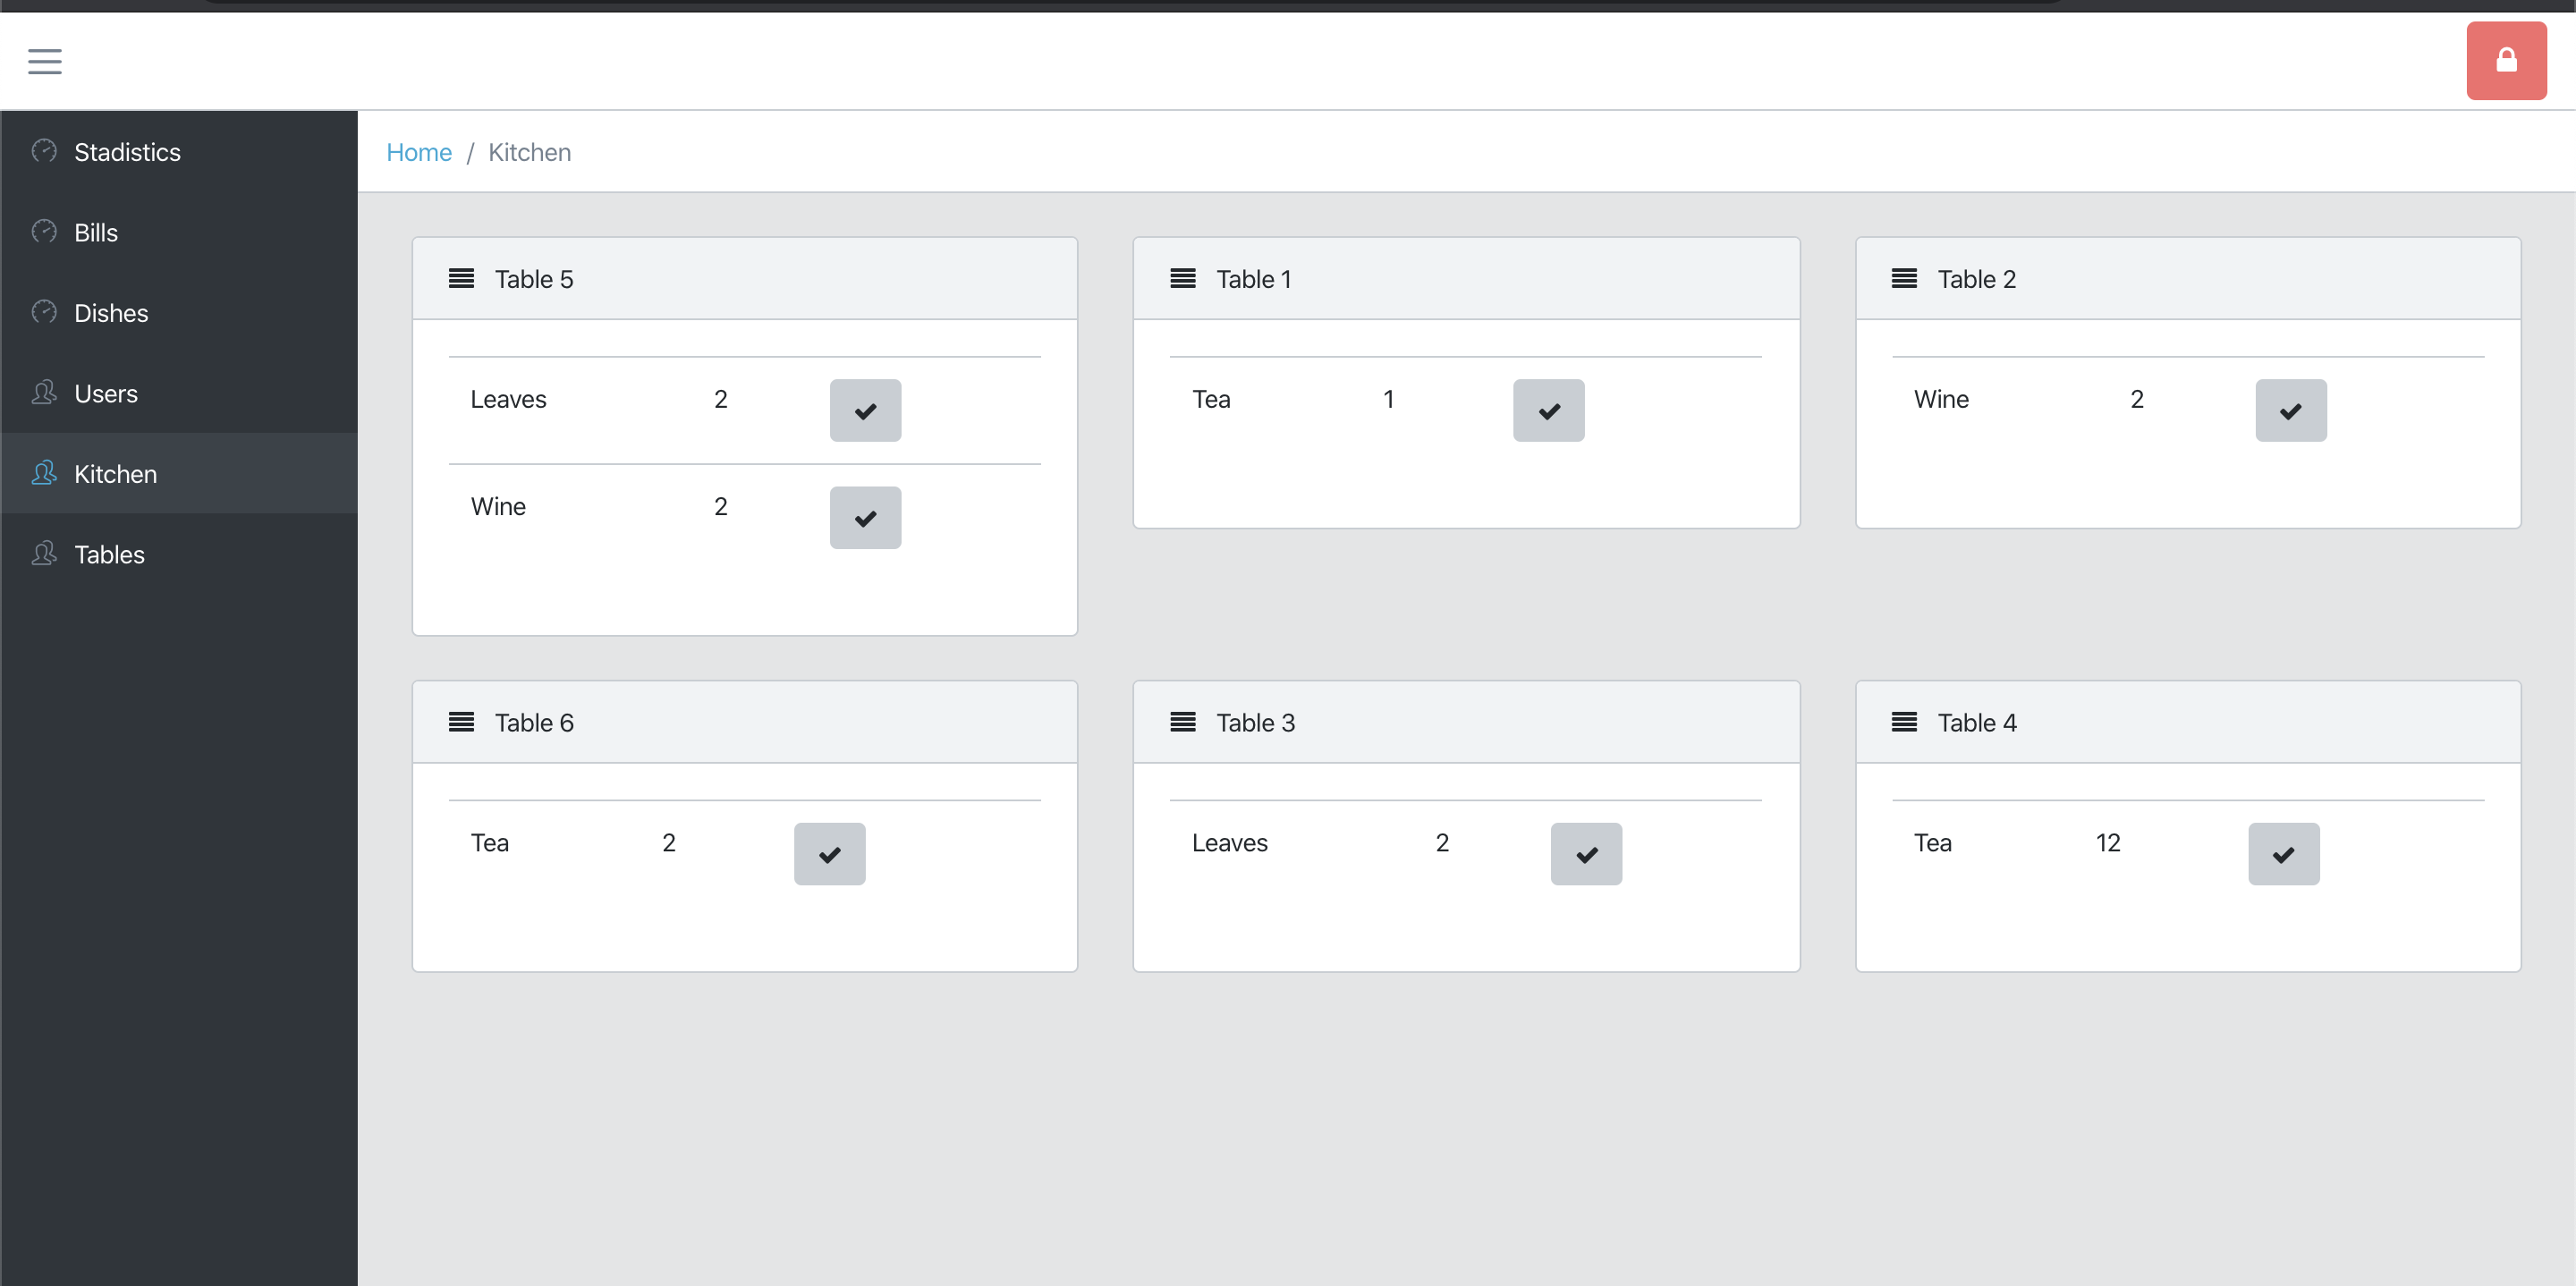 Stadistics
Bills
Dishes
Users
Kitchen
Tables
Home / Kitchen
Table 5
Leaves 2
Wine 2
Table 1
Tea 1
Table 2
Wine 2
Table 6
Tea 2
Table 3
Leaves 2
Table 4
Tea 12